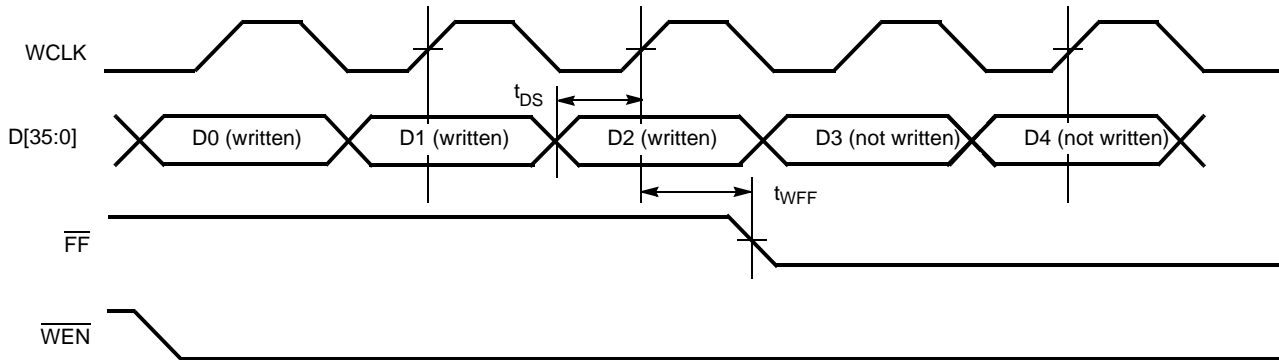 WCLK
tDS
D[35:0]
D0 (written)
D1 (written)
D2 (written)
D3 (not written)
D4 (not written)
tWFF
FF
WEN